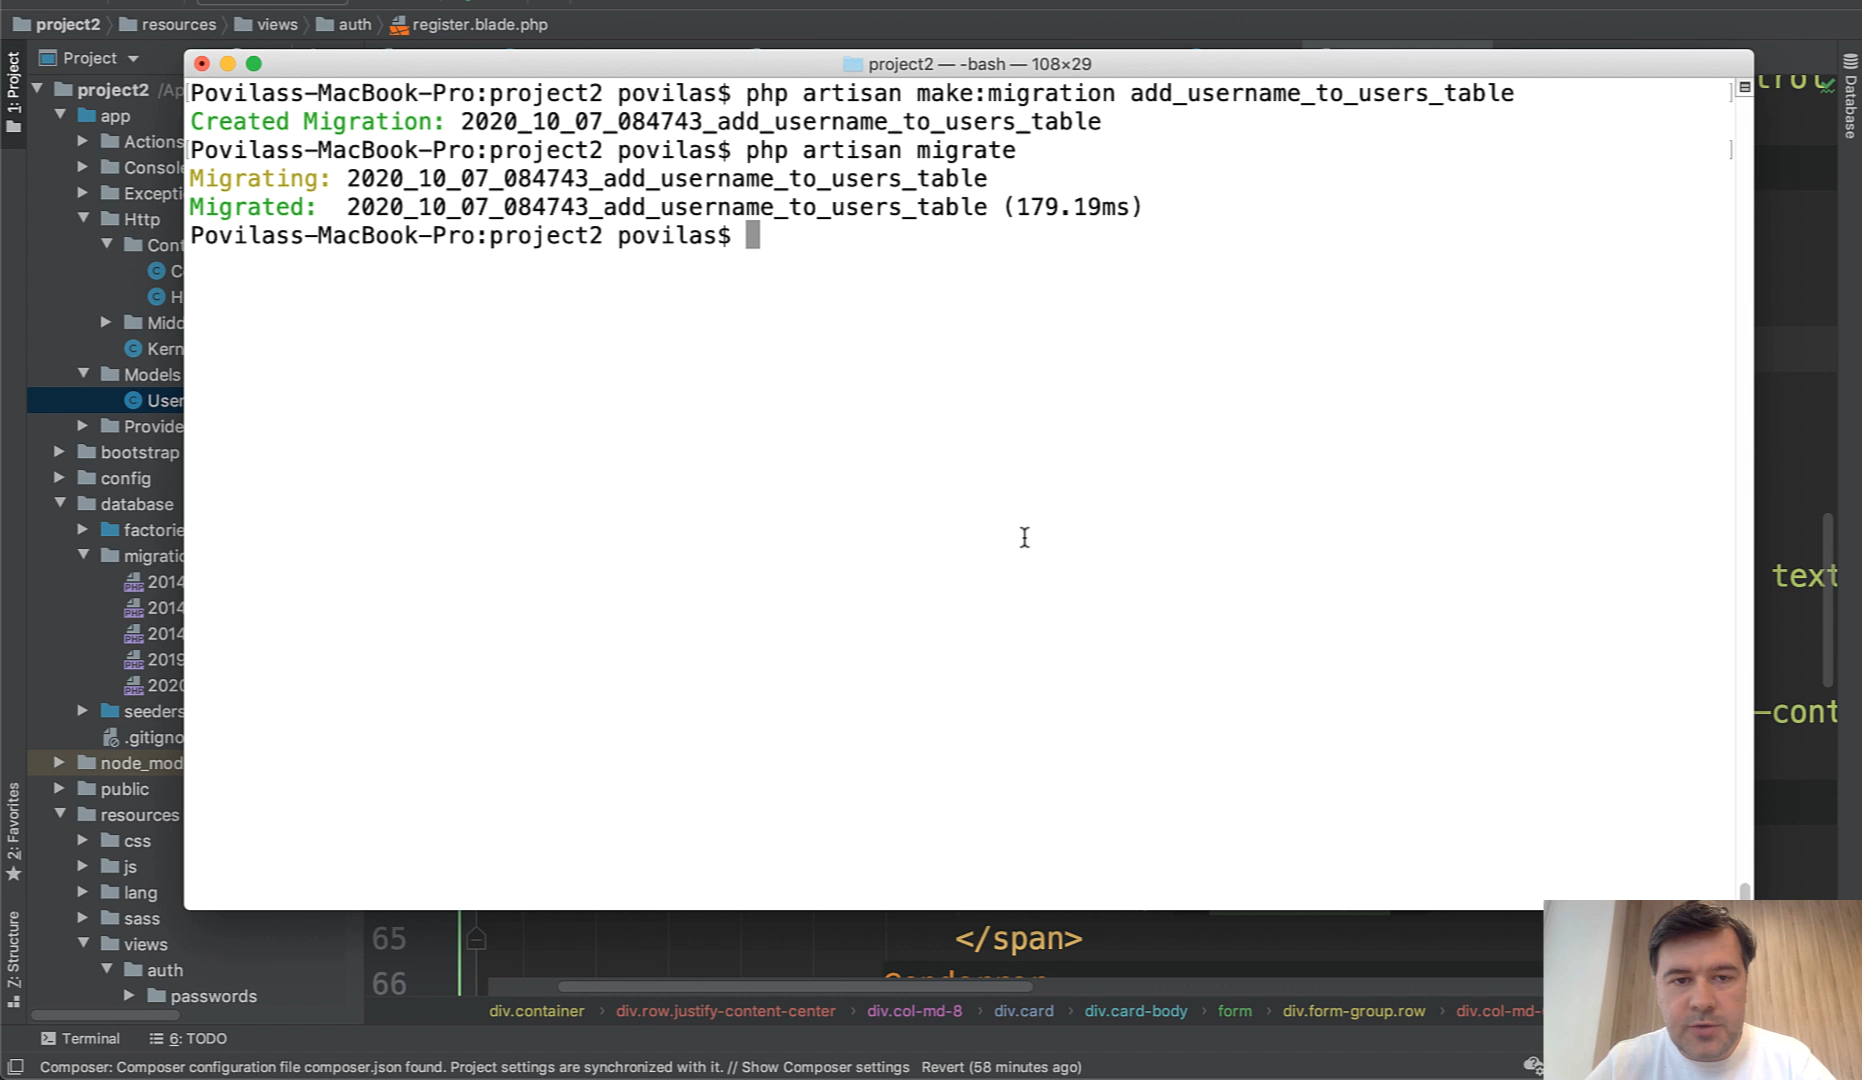 project2 resources views auth register.blade.php
Project
project2 — -bash — 108×29
1: Project
Database
project2 /Ap
app
Actions
Console
Excepti
Http
Cont
C
H
Midd
Kern
Models
User
Provide
bootstrap
config
database
factorie
migratio
2014
2014
2014
2019
2020
seeders
.gitigno
node_mod
public
resources
css
js
lang
sass
views
auth
passwords
Povilass-MacBook-Pro:project2 povilas$ php artisan make:migration add_username_to_users_table
Created Migration: 2020_10_07_084743_add_username_to_users_table
Povilass-MacBook-Pro:project2 povilas$ php artisan migrate
Migrating: 2020_10_07_084743_add_username_to_users_table
Migrated:  2020_10_07_084743_add_username_to_users_table (179.19ms)
Povilass-MacBook-Pro:project2 povilas$
text
-cont
2: Favorites
Z: Structure
65 </span>
66
div.container › div.row.justify-content-center › div.col-md-8 › div.card › div.card-body › form › div.form-group.row › div.col-md-
Terminal 6: TODO
Composer: Composer configuration file composer.json found. Project settings are synchronized with it. // Show Composer settings Revert (58 minutes ago)